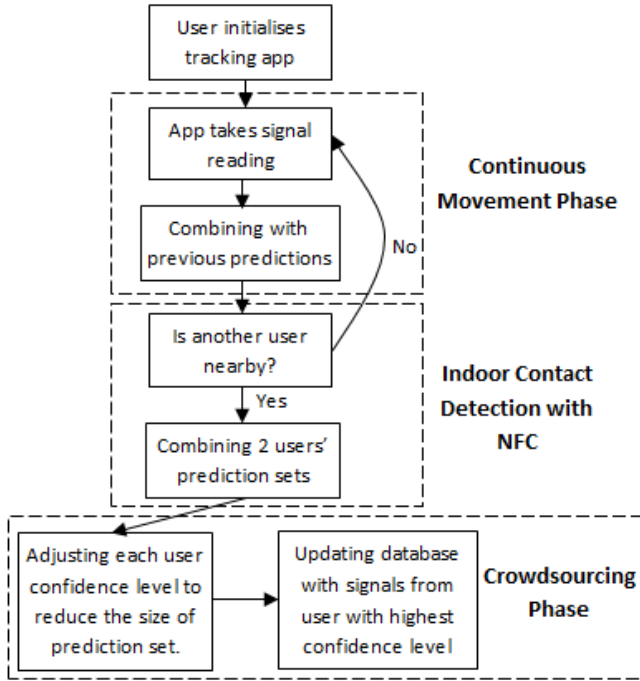 User initialises
tracking app
App takes signal
reading
Continuous
Movement Phase
Combining with
previous predictions
No
Is another user
nearby?
Yes
Indoor Contact
Detection with
NFC
Combining 2 users’
prediction sets
Adjusting each user
confidence level to
reduce the size of
prediction set.
Updating database
with signals from
user with highest
confidence level
Crowdsourcing
Phase